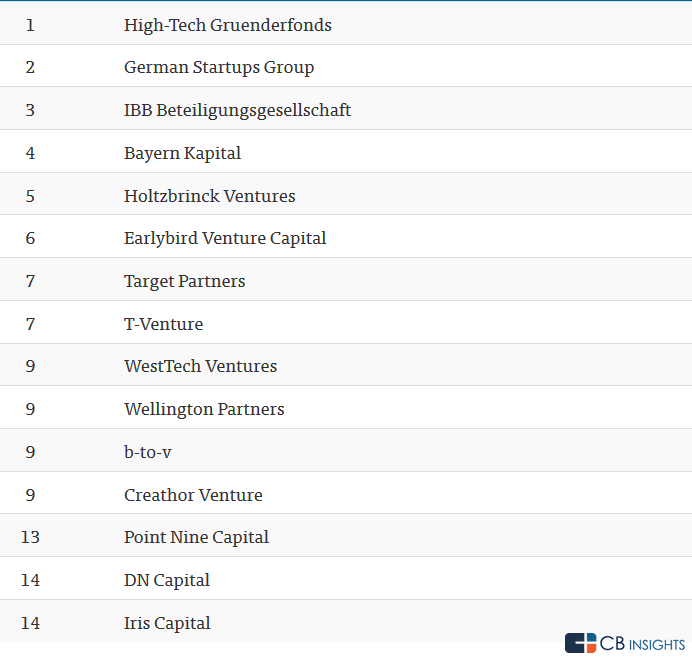 1 High-Tech Gruenderfonds
2 German Startups Group
3 IBB Beteiligungsgesellschaft
4 Bayern Kapital
5 Holtzbrinck Ventures
6 Earlybird Venture Capital
7 Target Partners
7 T-Venture
9 WestTech Ventures
9 Wellington Partners
9 b-to-v
9 Creathor Venture
13 Point Nine Capital
14 DN Capital
14 Iris Capital
CB INSIGHTS